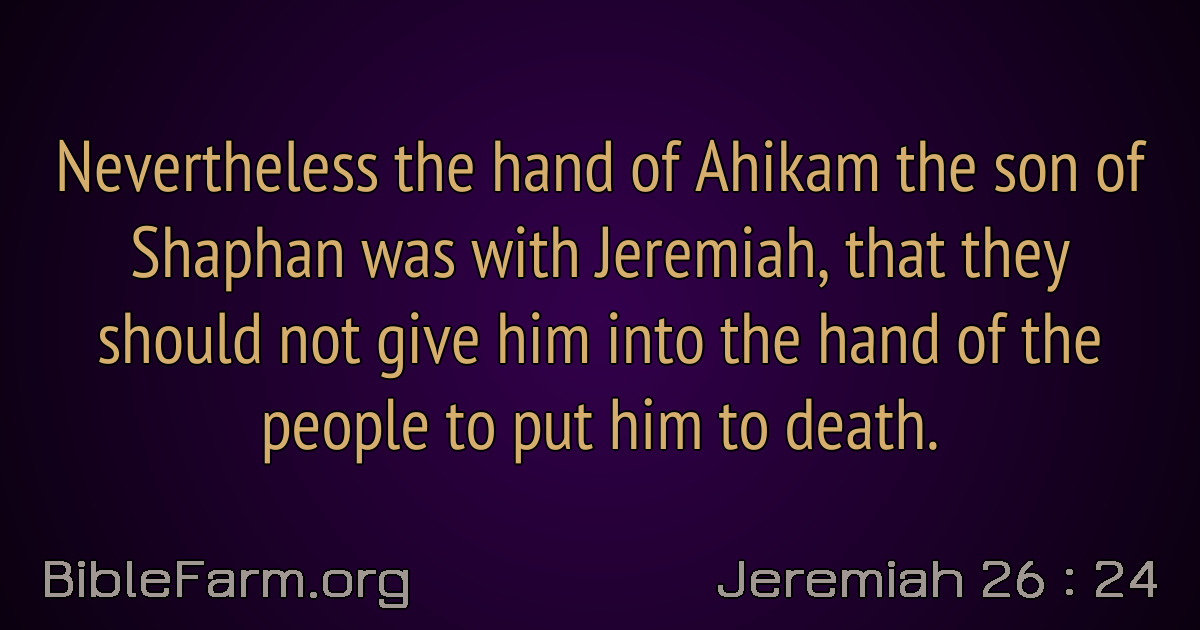 Nevertheless the hand of Ahikam the son of
Shaphan was with Jeremiah, that they
should not give him into the hand of the
people to put him to death.
BibleFarm.org
Jeremiah 26 : 24